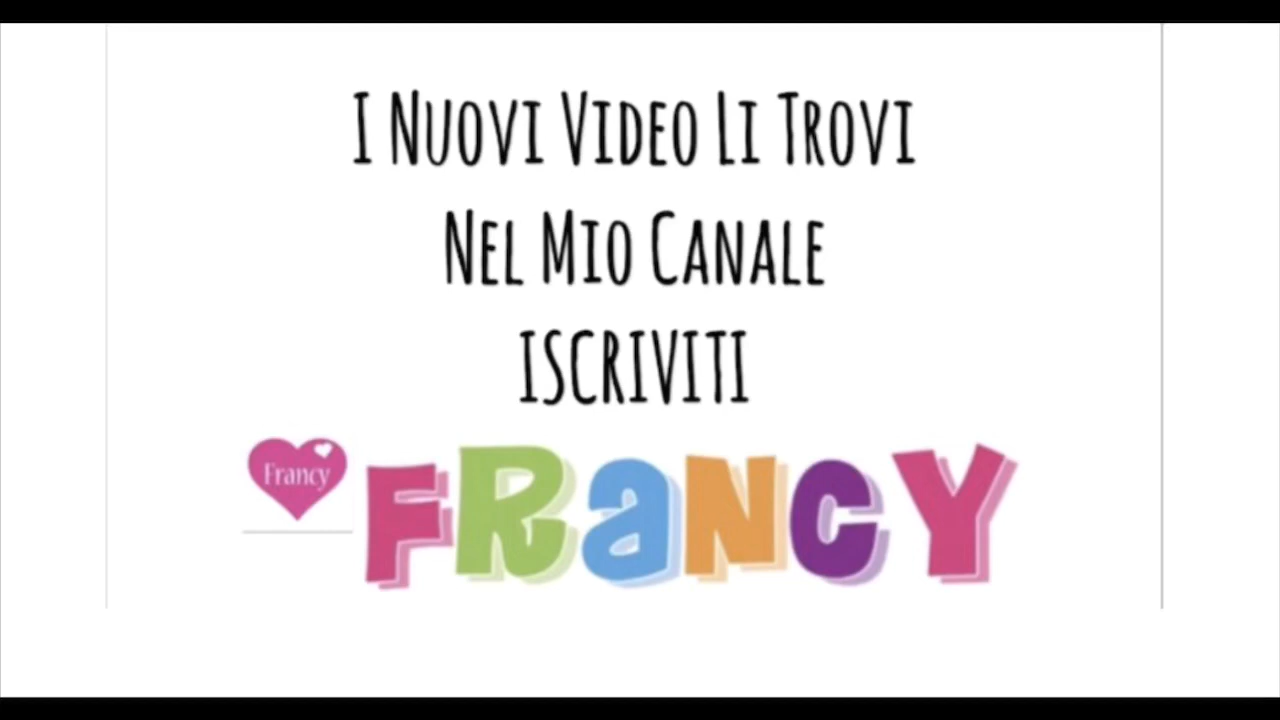 I Nuovi Video Li Trovi
Nel Mio Canale
ISCRIVITI
Francy
FRaNCY